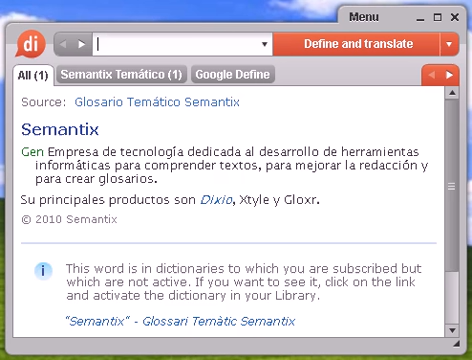 Menu
di
Define and translate
All (1) Semantix Temático (1) Google Define
Source: Glosario Temático Semantix
Semantix
Gen Empresa de tecnología dedicada al desarrollo de herramientas
informáticas para comprender textos, para mejorar la redacción y
para crear glosarios.
Su principales productos son Dixio, Xtyle y Gloxr.
© 2010 Semantix
i
This word is in dictionaries to which you are subscribed but
which are not active. If you want to see it, click on the link
and activate the dictionary in your Library.
"Semantix" - Glossari Temàtic Semantix